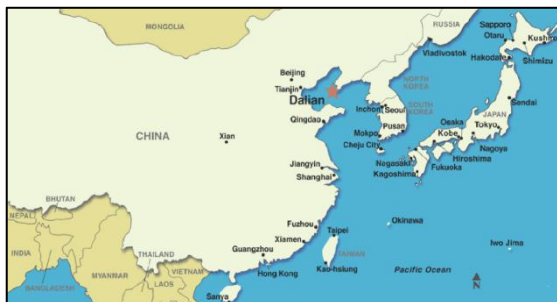 MONGOLIA
RUSSIA
Sapporo
Otaru
Kushiro
Vladivostok
Hakodate
Shimizu
Beijing
Tianjin
NORTH
KOREA
Dalian
Inchon
Seoul
SOUTH
KOREA
Sendai
JAPAN
Qingdao
Osaka
Tokyo
Kobe
Pusan
Mokpo
CHINA
Xian
Cheju City
Nagoya
Hiroshima
Nagasaki
Fukuoka
Jiangyin
Shanghai
Kagoshima
BHUTAN
NEPAL
Okinawa
Fuzhou
Taipei
INDIA
Xiamen
Iwo Jima
THAILAND
Guangzhou
TAIWAN
BANGLADESH
MYANMAR
VIETNAM
LAOS
Hong Kong
Kao-hsiung
Pacific Ocean
N
Sanya